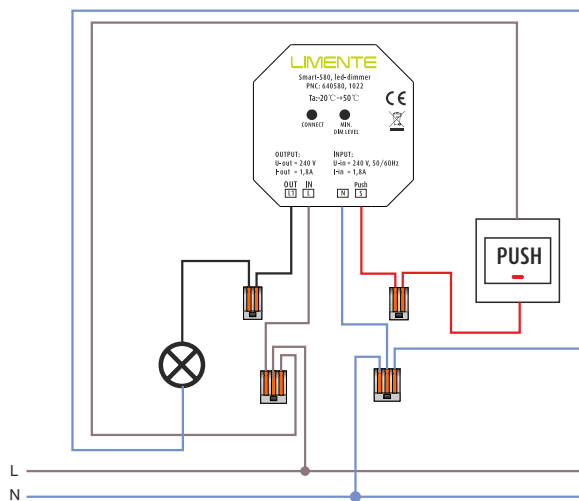 LIMENTE
Smart-580, led-dimmer
PNC: 640580, 1022
Ta:-20℃-+50℃
CE
CONNECT
MIN.
DIM.LEVEL
OUTPUT:
U-out = 240 V
I-out = 1,8A
INPUT:
U-in = 240 V, 50/60Hz
I-in = 1,8A
OUT IN Push
L1 L N S
PUSH
L
N